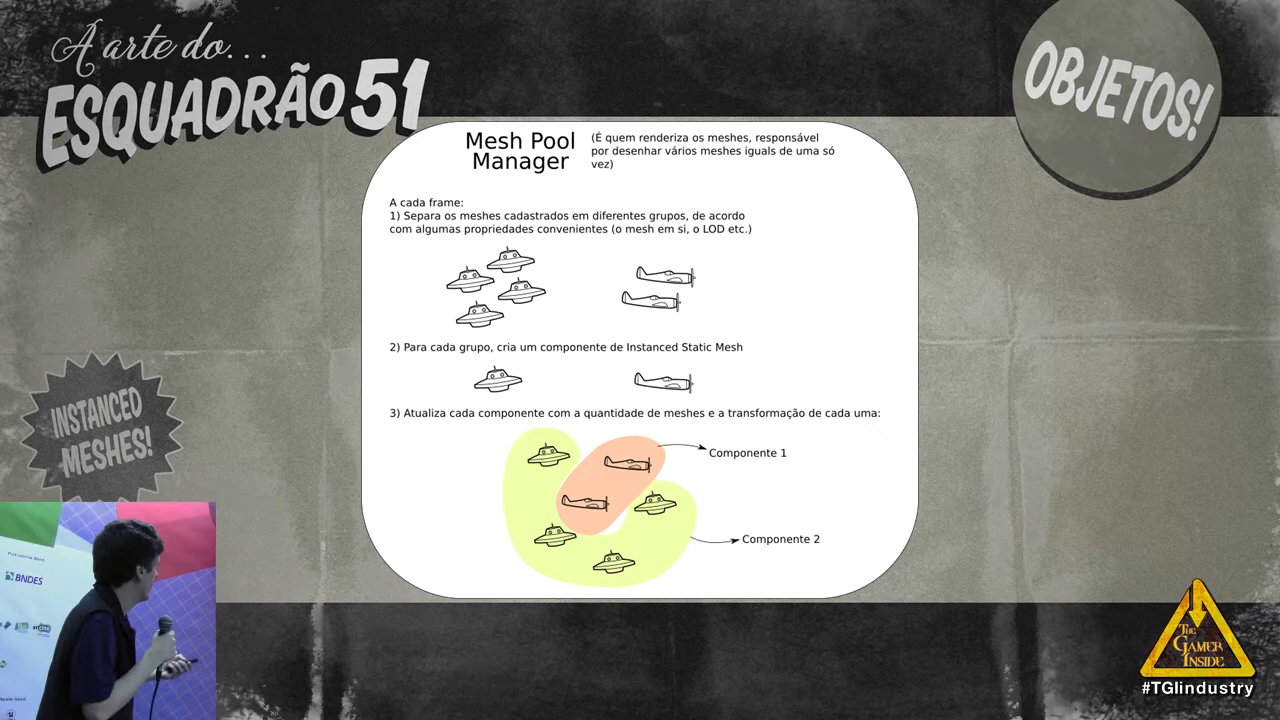 A arte do...
ESQUADRÃO 51
OBJETOS!
Mesh Pool
Manager
(É quem renderiza os meshes, responsável
por desenhar vários meshes iguais de uma só
vez)
A cada frame:
1) Separa os meshes cadastrados em diferentes grupos, de acordo
com algumas propriedades convenientes (o mesh em si, o LOD etc.)
2) Para cada grupo, cria um componente de Instanced Static Mesh
3) Atualiza cada componente com a quantidade de meshes e a transformação de cada uma:
Componente 1
Componente 2
INSTANCED
MESHES!
BNDES
THE
GAMER
INSIDE
#TGIindustry